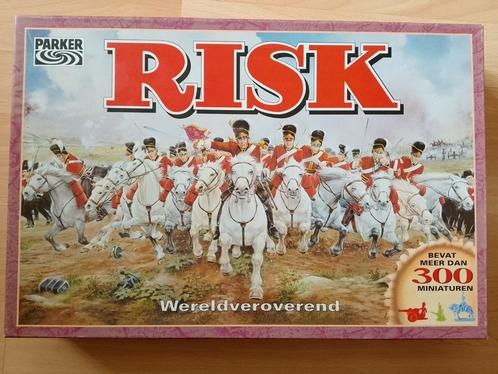 PARKER
RISK
Wereldveroverend
BEVAT
MEER DAN
300
MINIATUREN